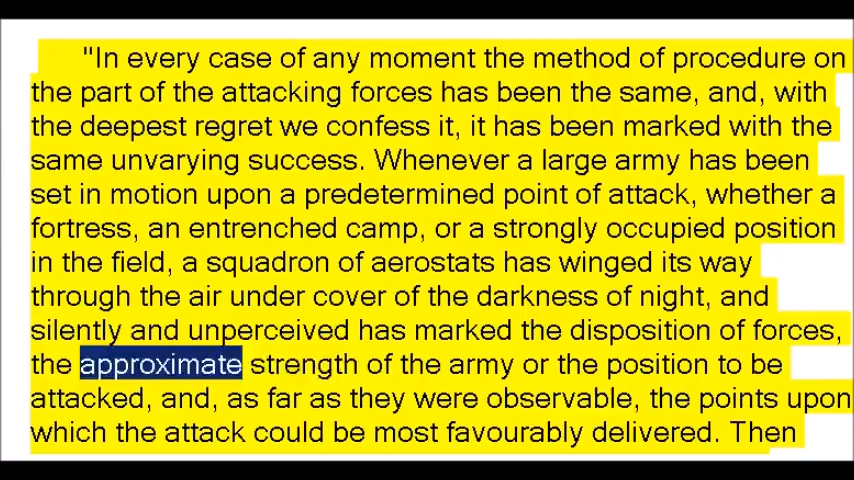 "In every case of any moment the method of procedure on
the part of the attacking forces has been the same, and, with
the deepest regret we confess it, it has been marked with the
same unvarying success. Whenever a large army has been
set in motion upon a predetermined point of attack, whether a
fortress, an entrenched camp, or a strongly occupied position
in the field, a squadron of aerostats has winged its way
through the air under cover of the darkness of night, and
silently and unperceived has marked the disposition of forces,
the approximate strength of the army or the position to be
attacked, and, as far as they were observable, the points upon
which the attack could be most favourably delivered. Then